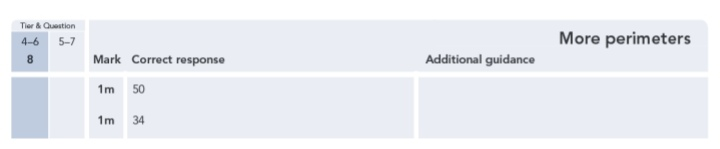 Tier & Question
4–6 5–7
More perimeters
8
Mark Correct response
Additional guidance
1m 50
1m 34